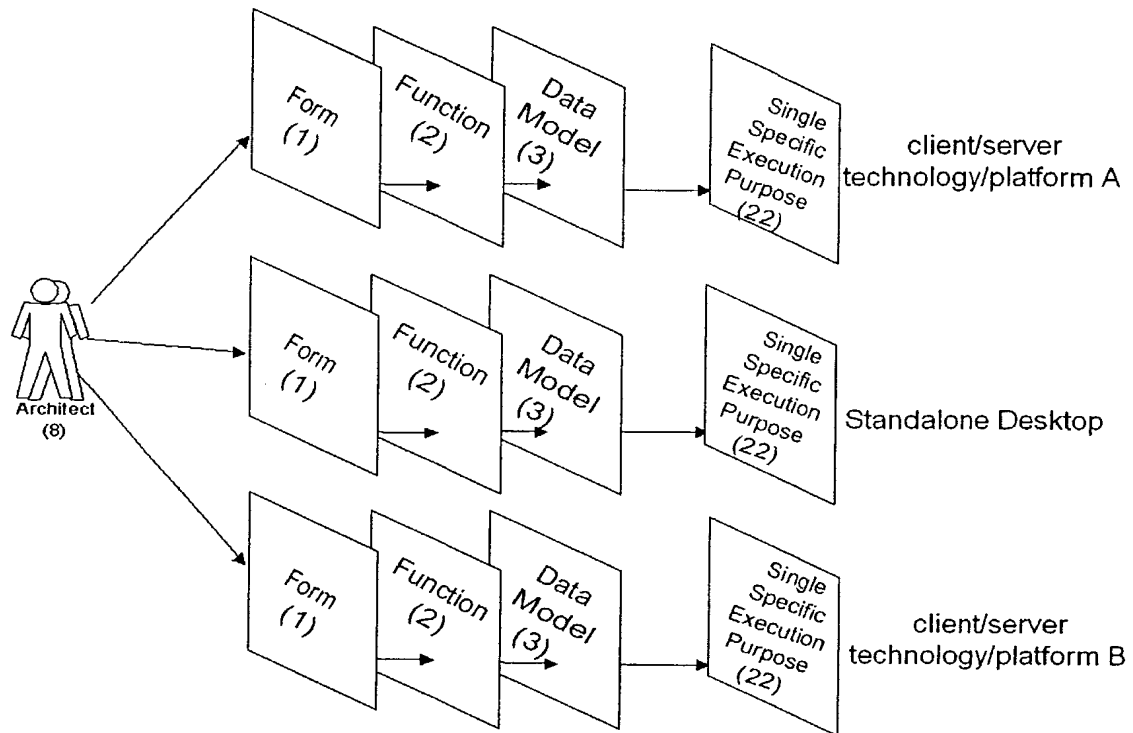 Form
(1)
Function
(2)
Data
Model
(3)
Single
Specific
Execution
Purpose
(22)
client/server
technology/platform A
Architect
(8)
Form
(1)
Function
(2)
Data
Model
(3)
Single
Specific
Execution
Purpose
(22)
Standalone Desktop
Form
(1)
Function
(2)
Data
Model
(3)
Single
Specific
Execution
Purpose
(22)
client/server
technology/platform B